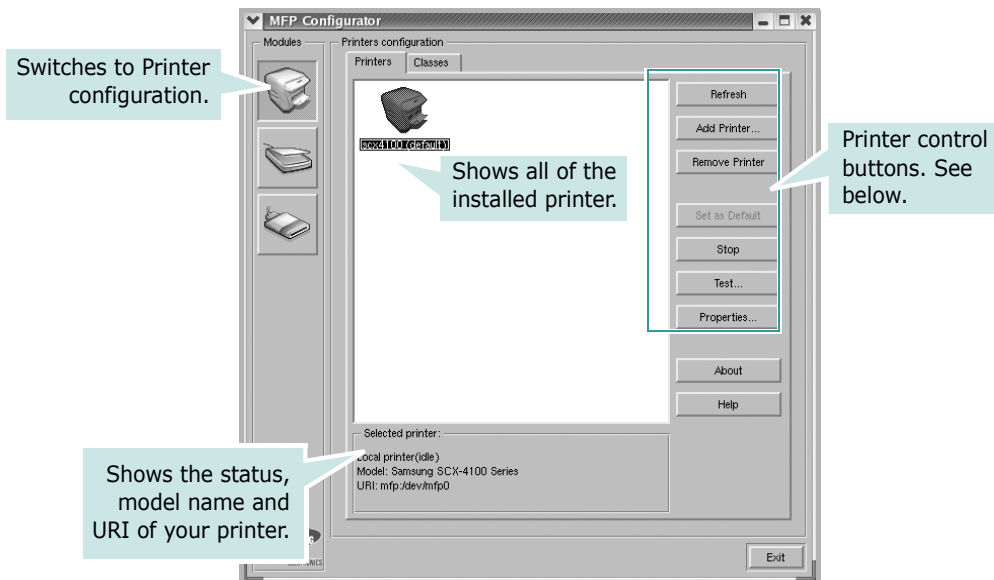 MFP Configurator
Modules
Printers configuration
Printers
Classes
Switches to Printer
configuration.
scx4100 (default)
Shows all of the
installed printer.
Refresh
Add Printer...
Remove Printer
Set as Default
Stop
Test...
Properties...
About
Help
Printer control
buttons. See
below.
Selected printer:
Local printer(idle)
Model: Samsung SCX-4100 Series
URI: mfp:/dev/mfp0
Shows the status,
model name and
URI of your printer.
Exit